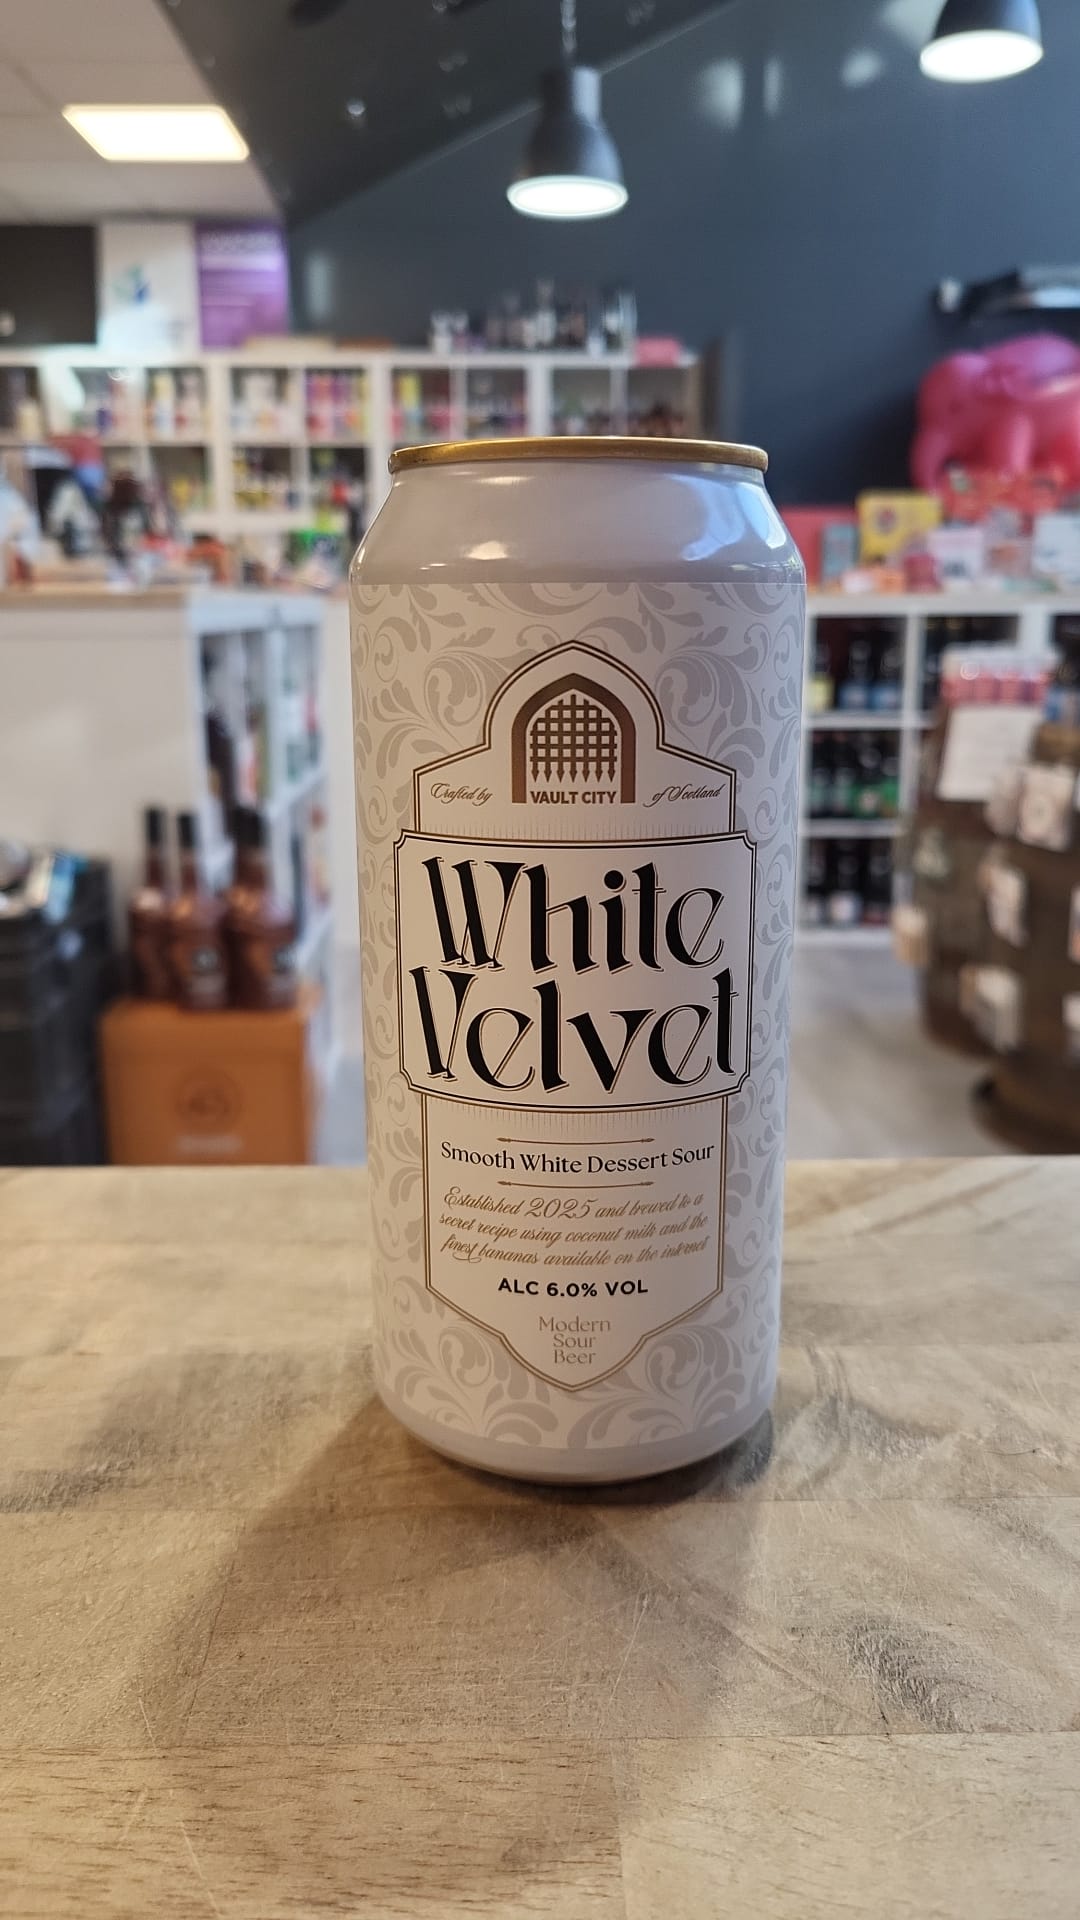 Crafted by
VAULT CITY
of Scotland
White
Velvet
Smooth White Dessert Sour
Established 2025 and brewed to a
secret recipe using coconut milk and the
finest bananas available on the internet
ALC 6.0% VOL
Modern
Sour
Beer